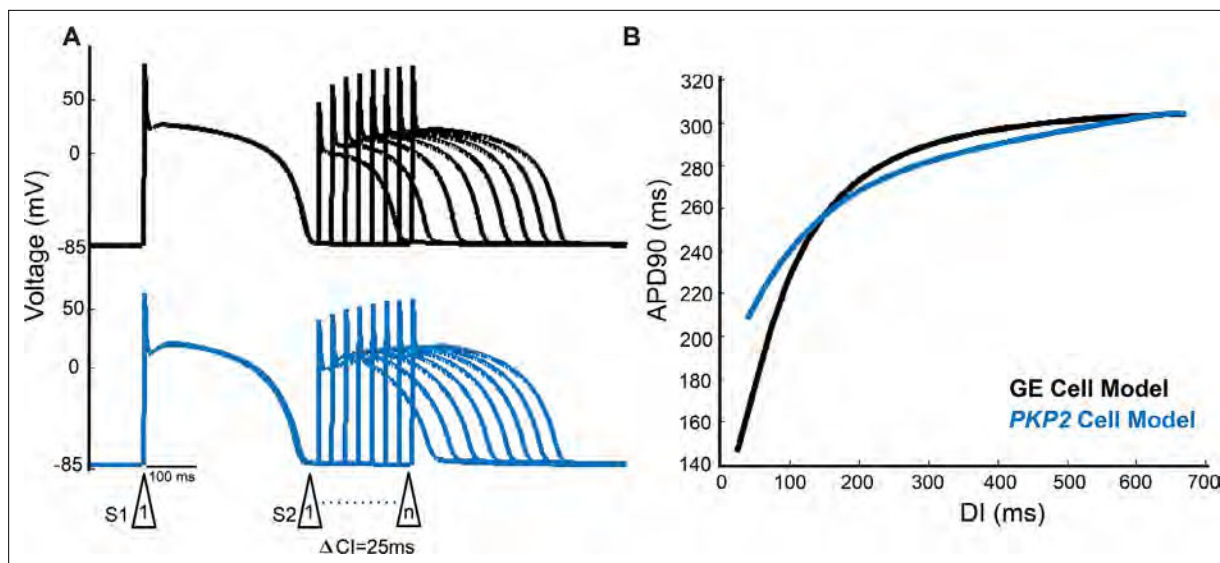 A
Voltage (mV)
50
0
-85
50
0
-85
100 ms
S1 1
S2 1
n
ΔCI=25ms
B
APD90 (ms)
320
300
280
260
240
220
200
180
160
140
0 100 200 300 400 500 600 700
DI (ms)
GE Cell Model
PKP2 Cell Model